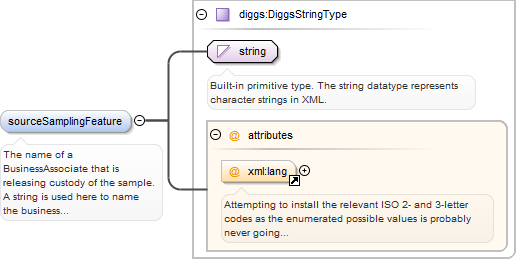 diggs:DiggsStringType
string
Built-in primitive type. The string datatype represents
character strings in XML.
sourceSamplingFeature
The name of a
BusinessAssociate that is
releasing custody of the sample.
A string is used here to name
the business...
@ attributes
@ xml:lang
Attempting to install the relevant ISO 2- and 3-letter
codes as the enumerated possible values is probably
never going...